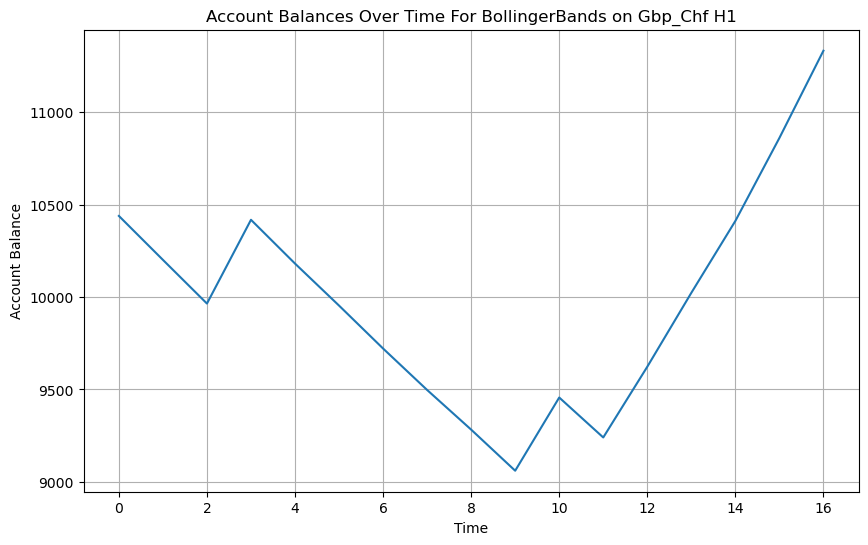 Account Balances Over Time For BollingerBands on Gbp_Chf H1
Account Balance
11000
10500
10000
9500
9000
0 2 4 6 8 10 12 14 16
Time